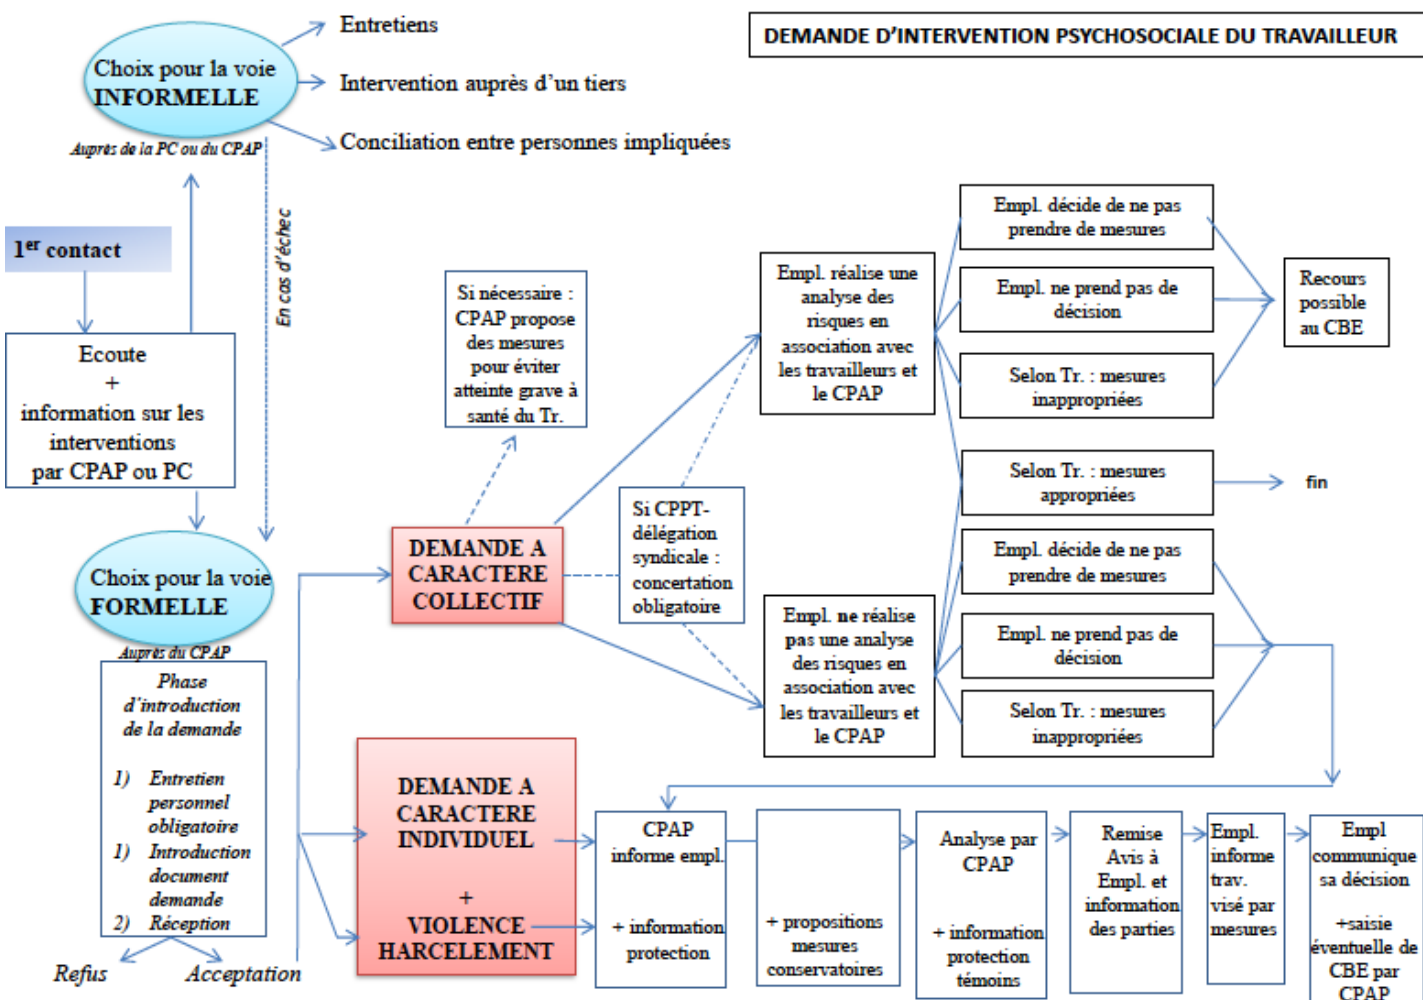 DEMANDE D'INTERVENTION PSYCHOSOCIALE DU TRAVAILLEUR
Choix pour la voie
INFORMELLE
Auprès de la PC ou du CPAP
Entretiens
Intervention auprès d'un tiers
Conciliation entre personnes impliquées
En cas d'échec
1er contact
Ecoute
+
information sur les
interventions
par CPAP ou PC
Choix pour la voie
FORMELLE
Auprès du CPAP
Phase
d'introduction
de la demande
1) Entretien
personnel
obligatoire
1) Introduction
document
demande
2) Réception
Refus
Acceptation
Si nécessaire :
CPAP propose
des mesures
pour éviter
atteinte grave à
santé du Tr.
DEMANDE A
CARACTERE
COLLECTIF
Si CPPT-
délégation
syndicale :
concertation
obligatoire
Empl. réalise une
analyse des
risques en
association avec
les travailleurs et
le CPAP
Empl. ne réalise
pas une analyse
des risques en
association avec
les travailleurs et
le CPAP
Empl. décide de ne pas
prendre de mesures
Empl. ne prend pas de
décision
Selon Tr. : mesures
inappropriées
Recours
possible
au CBE
Selon Tr. : mesures
appropriées
fin
Empl. décide de ne pas
prendre de mesures
Empl. ne prend pas de
décision
Selon Tr. : mesures
inappropriées
DEMANDE A
CARACTERE
INDIVIDUEL
+
VIOLENCE
HARCELEMENT
CPAP
informe empl.
+ information
protection
+ propositions
mesures
conservatoires
Analyse par
CPAP
+ information
protection
témoins
Remise
Avis à
Empl. et
information
des parties
Empl.
informe
trav.
visé par
mesures
Empl
communique
sa décision
+saisie
éventuelle de
CBE par
CPAP